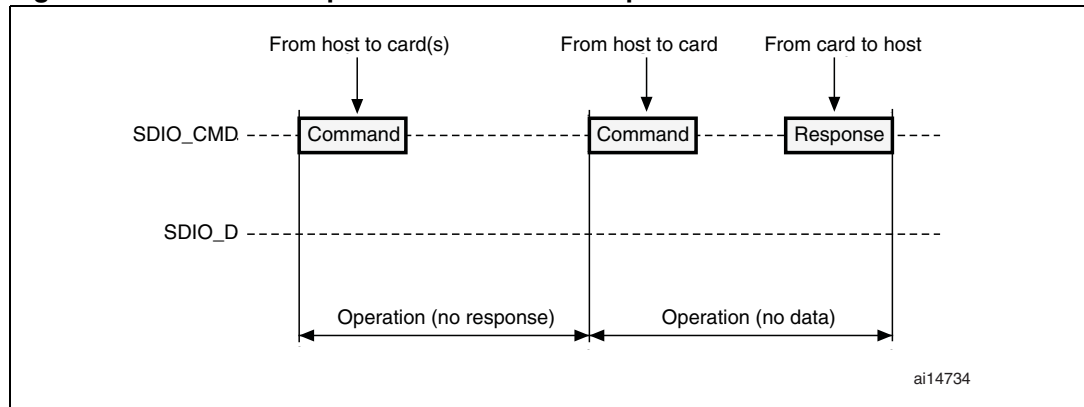 From host to card(s) From host to card From card to host
SDIO_CMD Command Command Response
SDIO_D
Operation (no response) Operation (no data)
ai14734